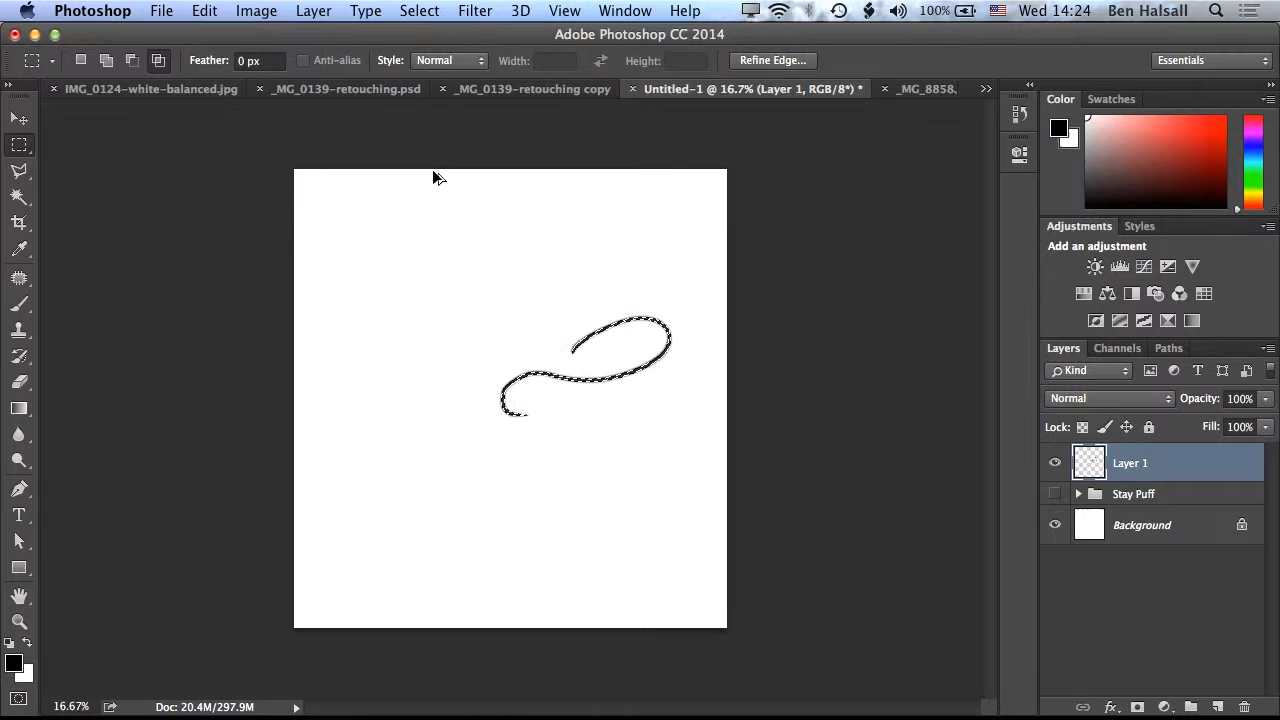 Photoshop File Edit Image Layer Type Select Filter 3D View Window Help 100% Wed 14:24 Ben Halsall
Adobe Photoshop CC 2014
Feather: 0 px Anti-alias Style: Normal Width: Height: Refine Edge... Essentials
IMG_0124-white-balanced.jpg _MG_0139-retouching.psd _MG_0139-retouching copy Untitled-1 @ 16.7% (Layer 1, RGB/8*) * _MG_8858.
Color Swatches
Adjustments Styles
Add an adjustment
Layers Channels Paths
Kind
Normal Opacity: 100%
Lock: Fill: 100%
Layer 1
Stay Puff
Background
16.67% Doc: 20.4M/297.9M